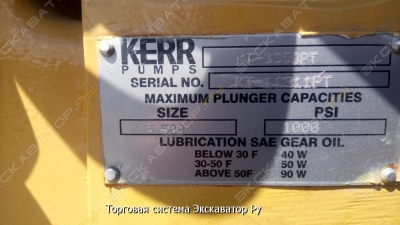 KERR
PUMPS
SERIAL NO.
MAXIMUM PLUNGER CAPACITIES
SIZE PSI
1000
LUBRICATION SAE GEAR OIL
BELOW 30 F 40 W
30-50 F 50 W
ABOVE 50F 90 W
Торговая система Экскаватор Ру